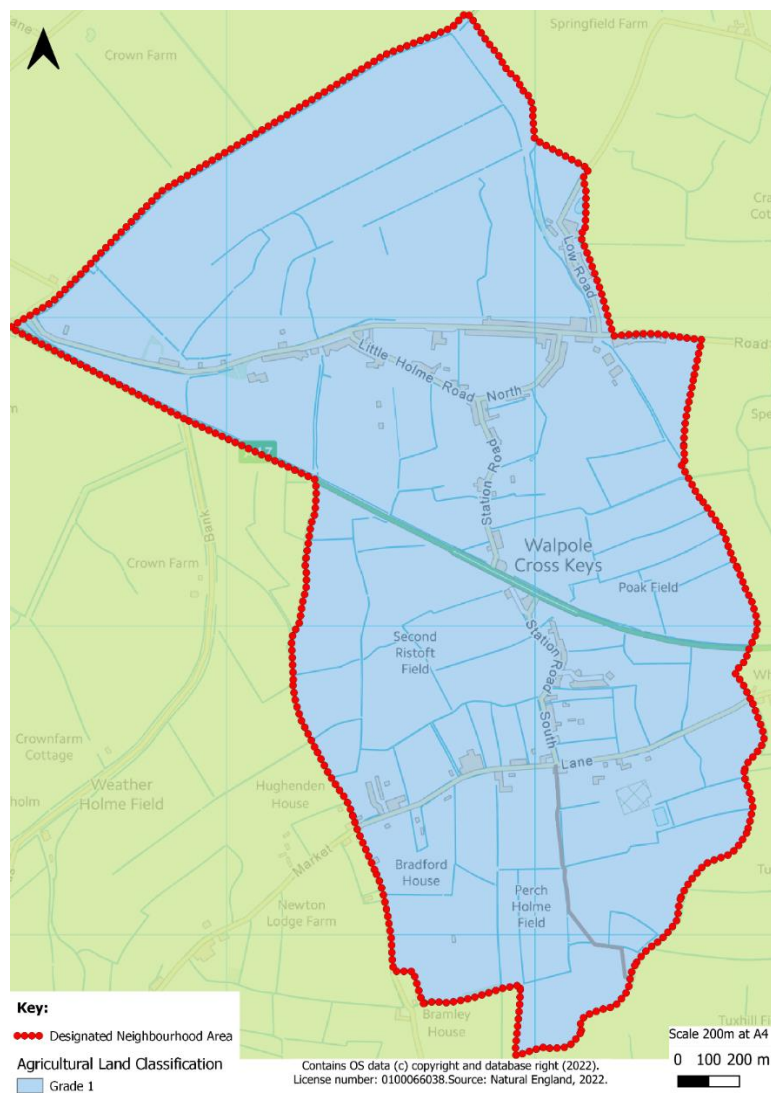 Springfield Farm
Lane
Crown Farm
Low Road
Road
Little Holme Road
North
Station Road
Bank
Crown Farm
Walpole
Cross Keys
Poak Field
Second
Ristoft
Field
Station Road
South
Crownfarm
Cottage
Lane
Weather
Holme Field
Hughenden
House
Market
Bradford
House
Perch
Holme
Field
Newton
Lodge Farm
Bramley
House
Key:
Designated Neighbourhood Area
Agricultural Land Classification
Grade 1
Contains OS data (c) copyright and database right (2022).
License number: 0100066038.Source: Natural England, 2022.
Scale 200m at A4
0 100 200 m